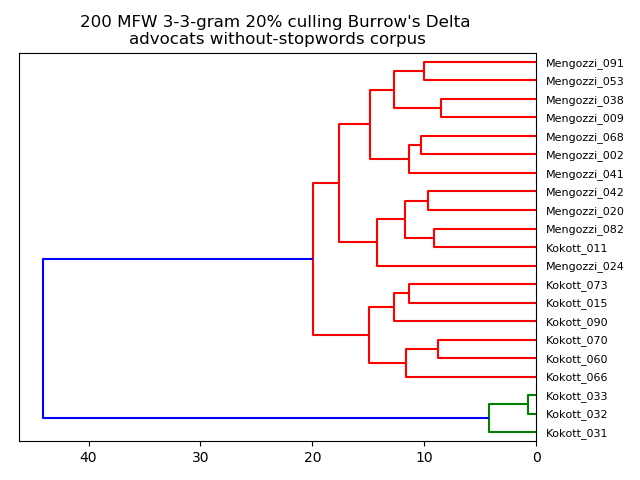 200 MFW 3-3-gram 20% culling Burrow's Delta
advocats without-stopwords corpus
Mengozzi_091
Mengozzi_053
Mengozzi_038
Mengozzi_009
Mengozzi_068
Mengozzi_002
Mengozzi_041
Mengozzi_042
Mengozzi_020
Mengozzi_082
Kokott_011
Mengozzi_024
Kokott_073
Kokott_015
Kokott_090
Kokott_070
Kokott_060
Kokott_066
Kokott_033
Kokott_032
Kokott_031
40 30 20 10 0